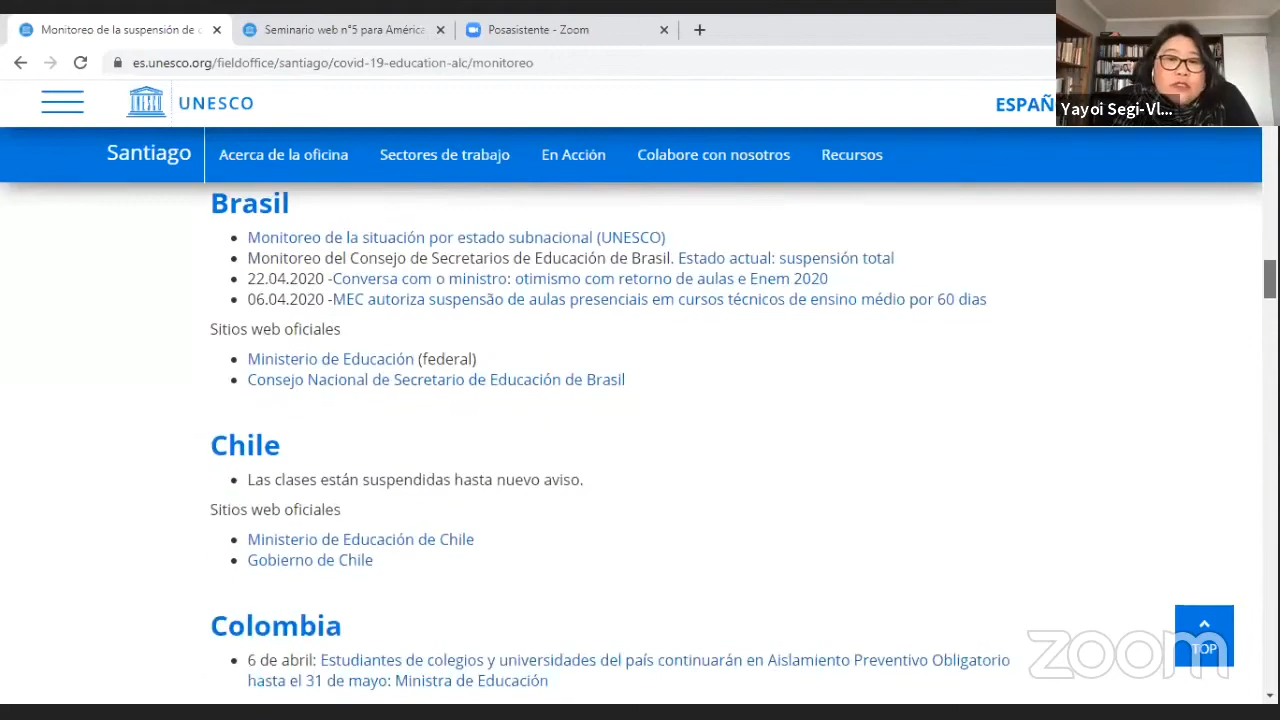 Monitoreo de la suspensión de c
Seminario web n°5 para América
Posasistente - Zoom
es.unesco.org/fieldoffice/santiago/covid-19-education-alc/monitoreo
UNESCO
ESPAÑ
Yayoi Segi-Vl...
Santiago
Acerca de la oficina
Sectores de trabajo
En Acción
Colabore con nosotros
Recursos
Brasil
Monitoreo de la situación por estado subnacional (UNESCO)
Monitoreo del Consejo de Secretarios de Educación de Brasil. Estado actual: suspensión total
22.04.2020 -Conversa com o ministro: otimismo com retorno de aulas e Enem 2020
06.04.2020 -MEC autoriza suspensão de aulas presenciais em cursos técnicos de ensino médio por 60 dias
Sitios web oficiales
Ministerio de Educación (federal)
Consejo Nacional de Secretario de Educación de Brasil
Chile
Las clases están suspendidas hasta nuevo aviso.
Sitios web oficiales
Ministerio de Educación de Chile
Gobierno de Chile
Colombia
6 de abril: Estudiantes de colegios y universidades del país continuarán en Aislamiento Preventivo Obligatorio
hasta el 31 de mayo: Ministra de Educación
TOP
zoom